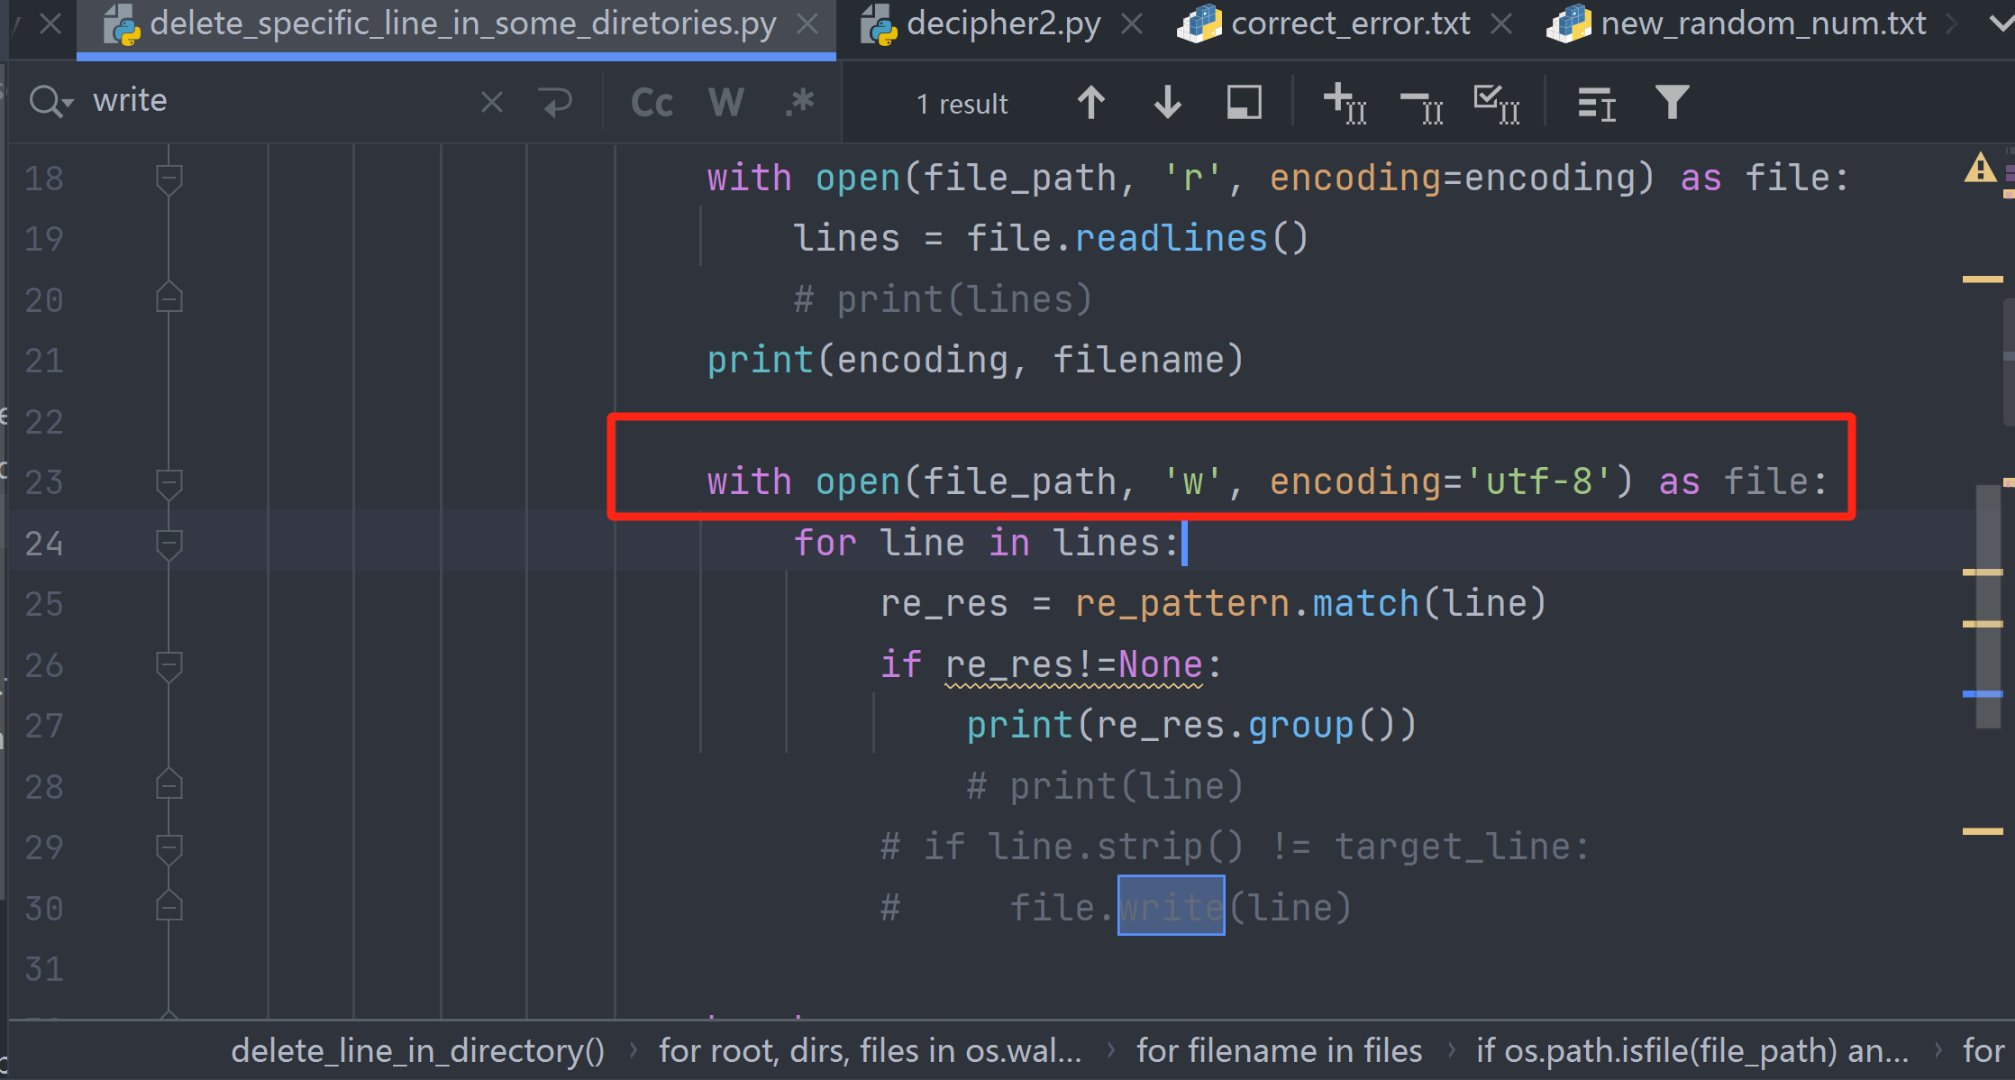 delete_specific_line_in_some_diretories.py decipher2.py correct_error.txt new_random_num.txt
write Cc W .* 1 result
18 with open(file_path, 'r', encoding=encoding) as file:
19 lines = file.readlines()
20 # print(lines)
21 print(encoding, filename)
22
23 with open(file_path, 'w', encoding='utf-8') as file:
24 for line in lines:
25 re_res = re_pattern.match(line)
26 if re_res!=None:
27 print(re_res.group())
28 # print(line)
29 # if line.strip() != target_line:
30 # file.write(line)
31
delete_line_in_directory() › for root, dirs, files in os.wal... › for filename in files › if os.path.isfile(file_path) an... › for